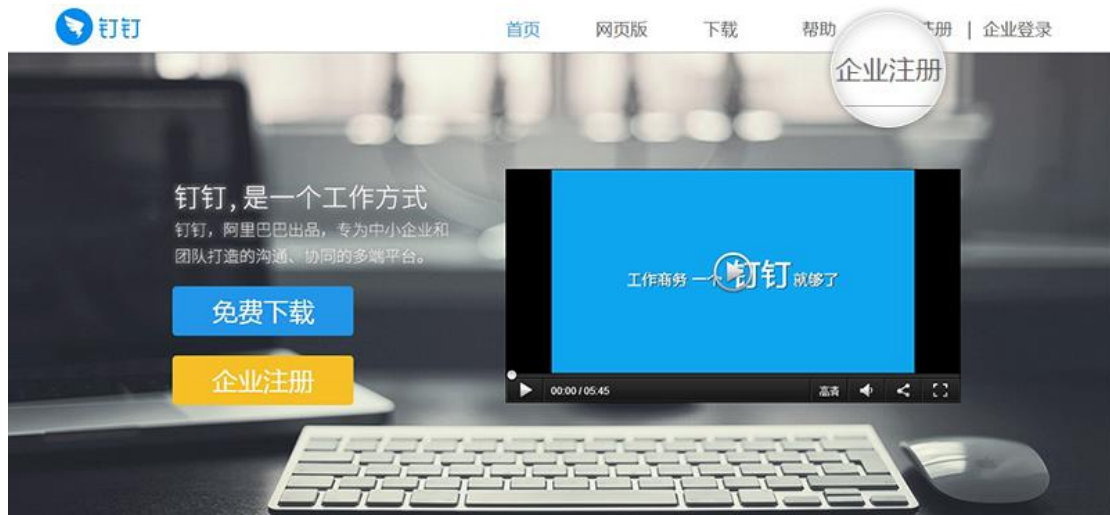 钉钉
首页 网页版 下载 帮助 册 | 企业登录
企业注册
钉钉,是一个工作方式
钉钉，阿里巴巴出品，专为中小企业和
团队打造的沟通、协同的多端平台。
免费下载
企业注册
工作商务 一个 钉钉 就够了
00:00 / 05:45 高清